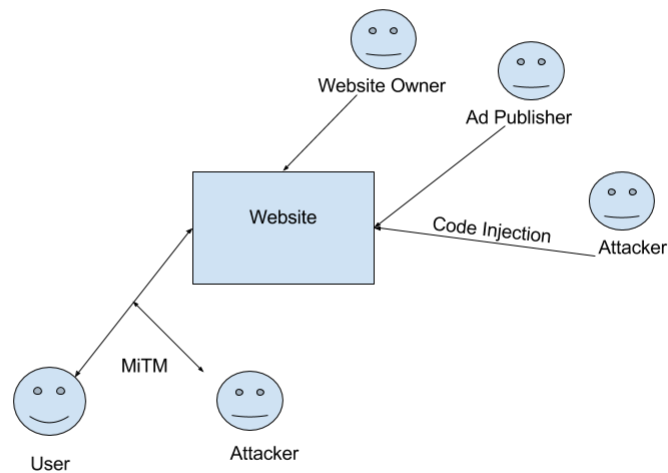 Website Owner
Ad Publisher
Website
Code Injection
Attacker
MiTM
User
Attacker